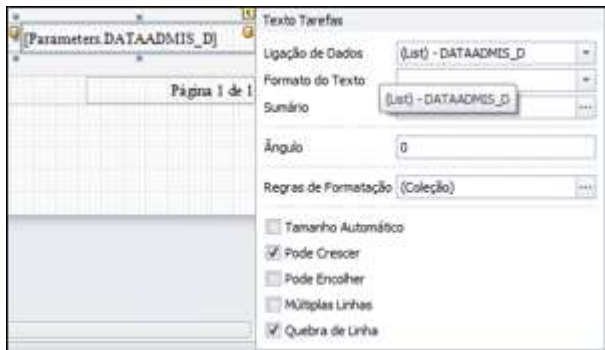 [Parameters.DATAADMIS_D]
Página 1 de 1
Texto Tarefas
Ligação de Dados (List) - DATAADMIS_D
Formato do Texto
(List) - DATAADMIS_D
Sumário
Ângulo 0
Regras de Formatação (Coleção)
Tamanho Automático
Pode Crescer
Pode Encolher
Múltiplas Linhas
Quebra de Linha